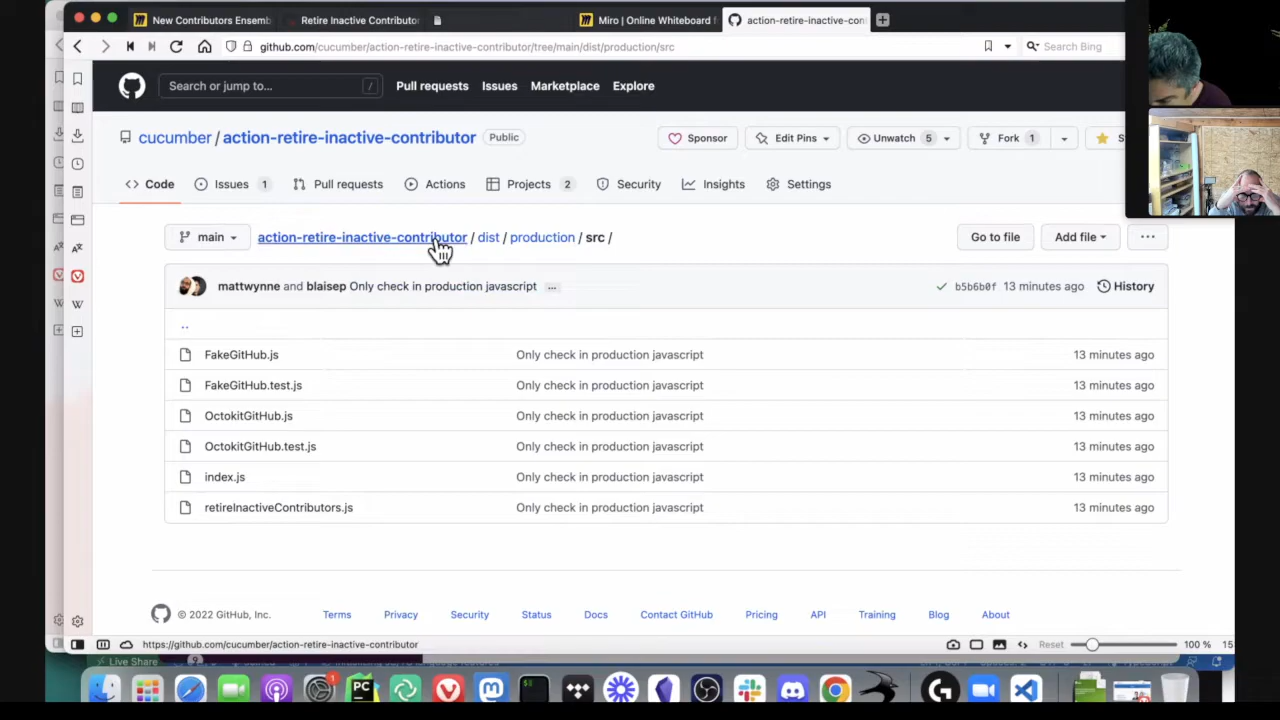 New Contributors Ensemb
Retire Inactive Contributor
Miro | Online Whiteboard f
action-retire-inactive-con
github.com/cucumber/action-retire-inactive-contributor/tree/main/dist/production/src
Search Bing
Search or jump to... /
Pull requests
Issues
Marketplace
Explore
cucumber / action-retire-inactive-contributor Public
Sponsor
Edit Pins
Unwatch 5
Fork 1
S
Code
Issues 1
Pull requests
Actions
Projects 2
Security
Insights
Settings
main
action-retire-inactive-contributor / dist / production / src /
Go to file
Add file
...
mattwynne and blaisep Only check in production javascript ...
b5b6b0f 13 minutes ago
History
..
FakeGitHub.js Only check in production javascript 13 minutes ago
FakeGitHub.test.js Only check in production javascript 13 minutes ago
OctokitGitHub.js Only check in production javascript 13 minutes ago
OctokitGitHub.test.js Only check in production javascript 13 minutes ago
index.js Only check in production javascript 13 minutes ago
retireInactiveContributors.js Only check in production javascript 13 minutes ago
© 2022 GitHub, Inc.
Terms
Privacy
Security
Status
Docs
Contact GitHub
Pricing
API
Training
Blog
About
https://github.com/cucumber/action-retire-inactive-contributor
Reset
100 %
15
Live Share
PC